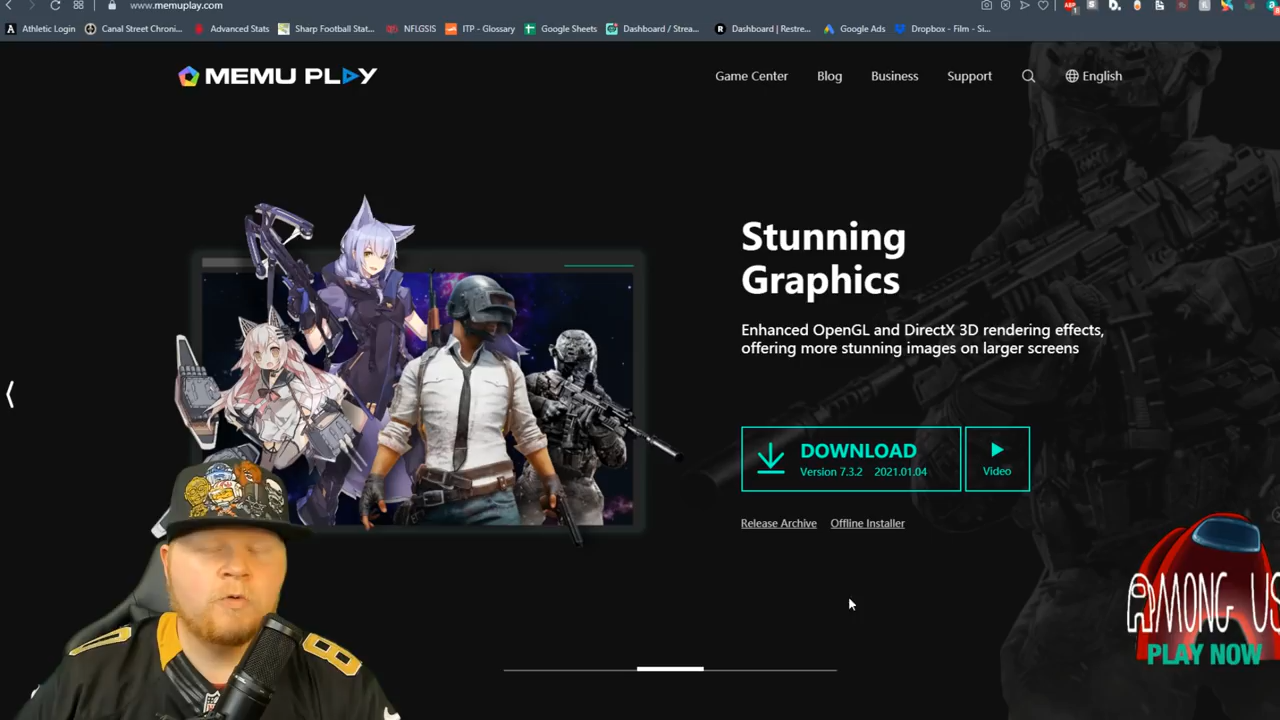 www.memuplay.com
Athletic Login
Canal Street Chroni...
Advanced Stats
Sharp Football Stat...
NFLGSIS
ITP - Glossary
Google Sheets
Dashboard / Strea...
Dashboard | Restre...
Google Ads
Dropbox - Film - Si...
MEMU PLAY
Game Center
Blog
Business
Support
English
Stunning
Graphics
Enhanced OpenGL and DirectX 3D rendering effects,
offering more stunning images on larger screens
DOWNLOAD
Version 7.3.2 2021.01.04
Video
Release Archive
Offline Installer
AMONG US
PLAY NOW